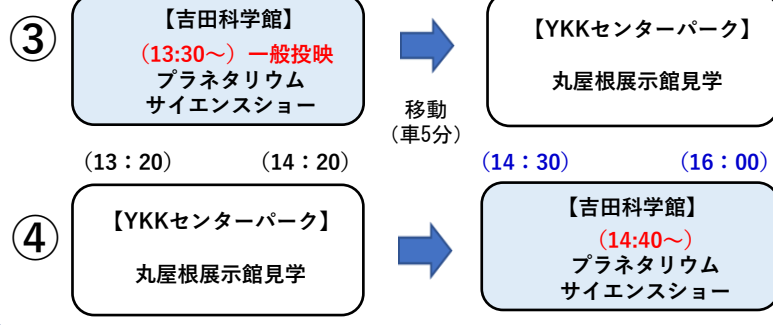 ③
【吉田科学館】
（13:30～）一般投映
プラネタリウム
サイエンスショー
移動
（車5分）
【YKKセンターパーク】
丸屋根展示館見学
（13：20）　（14：20）　（14：30）　（16：00）
④
【YKKセンターパーク】
丸屋根展示館見学
【吉田科学館】
（14:40～）
プラネタリウム
サイエンスショー